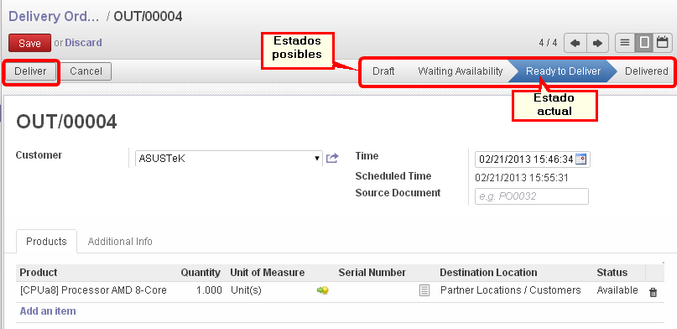 Delivery Ord... / OUT/00004
Save or Discard
Estados posibles
4 / 4
Deliver Cancel
Draft Waiting Availability Ready to Deliver Delivered
Estado actual
OUT/00004
Customer ASUSTeK
Time 02/21/2013 15:46:34
Scheduled Time 02/21/2013 15:55:31
Source Document e.g. PO0032
Products Additional Info
Product Quantity Unit of Measure Serial Number Destination Location Status
[CPUa8] Processor AMD 8-Core 1.000 Unit(s) Partner Locations / Customers Available
Add an item